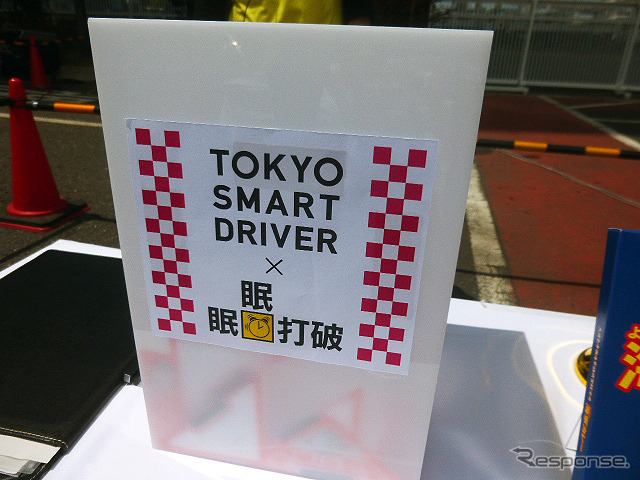 TOKYO
SMART
DRIVER
×
眠
眠打破
Response.